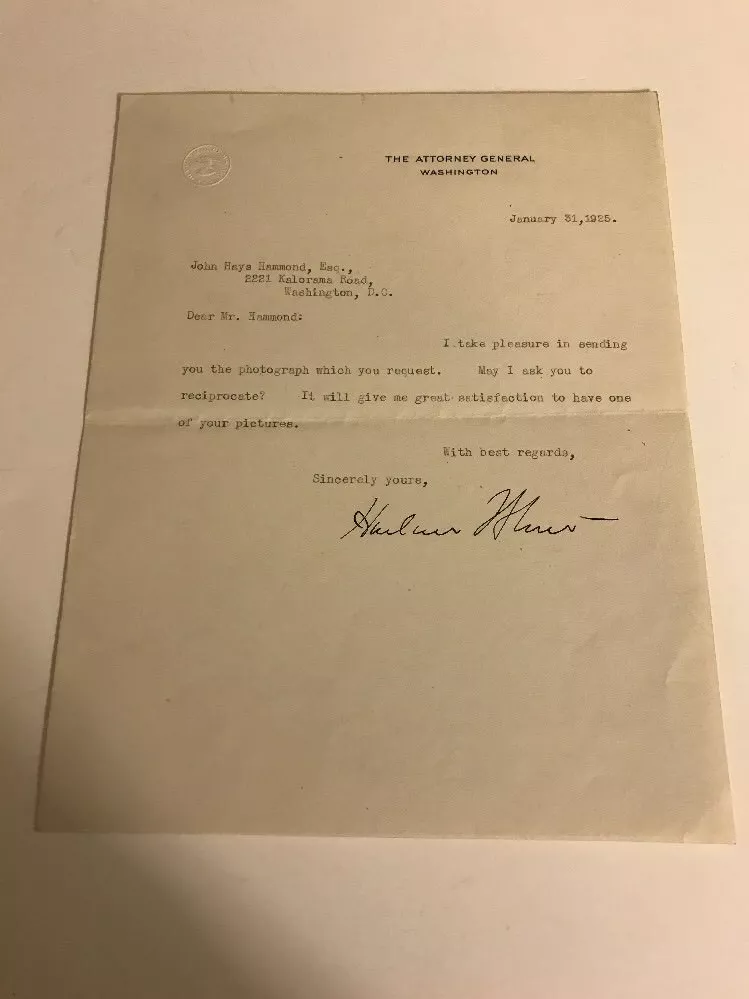 THE ATTORNEY GENERAL
WASHINGTON
January 31,1925.
John Hays Hammond, Esq.,
2221 Kalorama Road,
Washington, D.C.
Dear Mr. Hammond:
I take pleasure in sending
you the photograph which you request. May I ask you to
reciprocate? It will give me great satisfaction to have one
of your pictures.
With best regards,
Sincerely yours,
Harlan F Stone